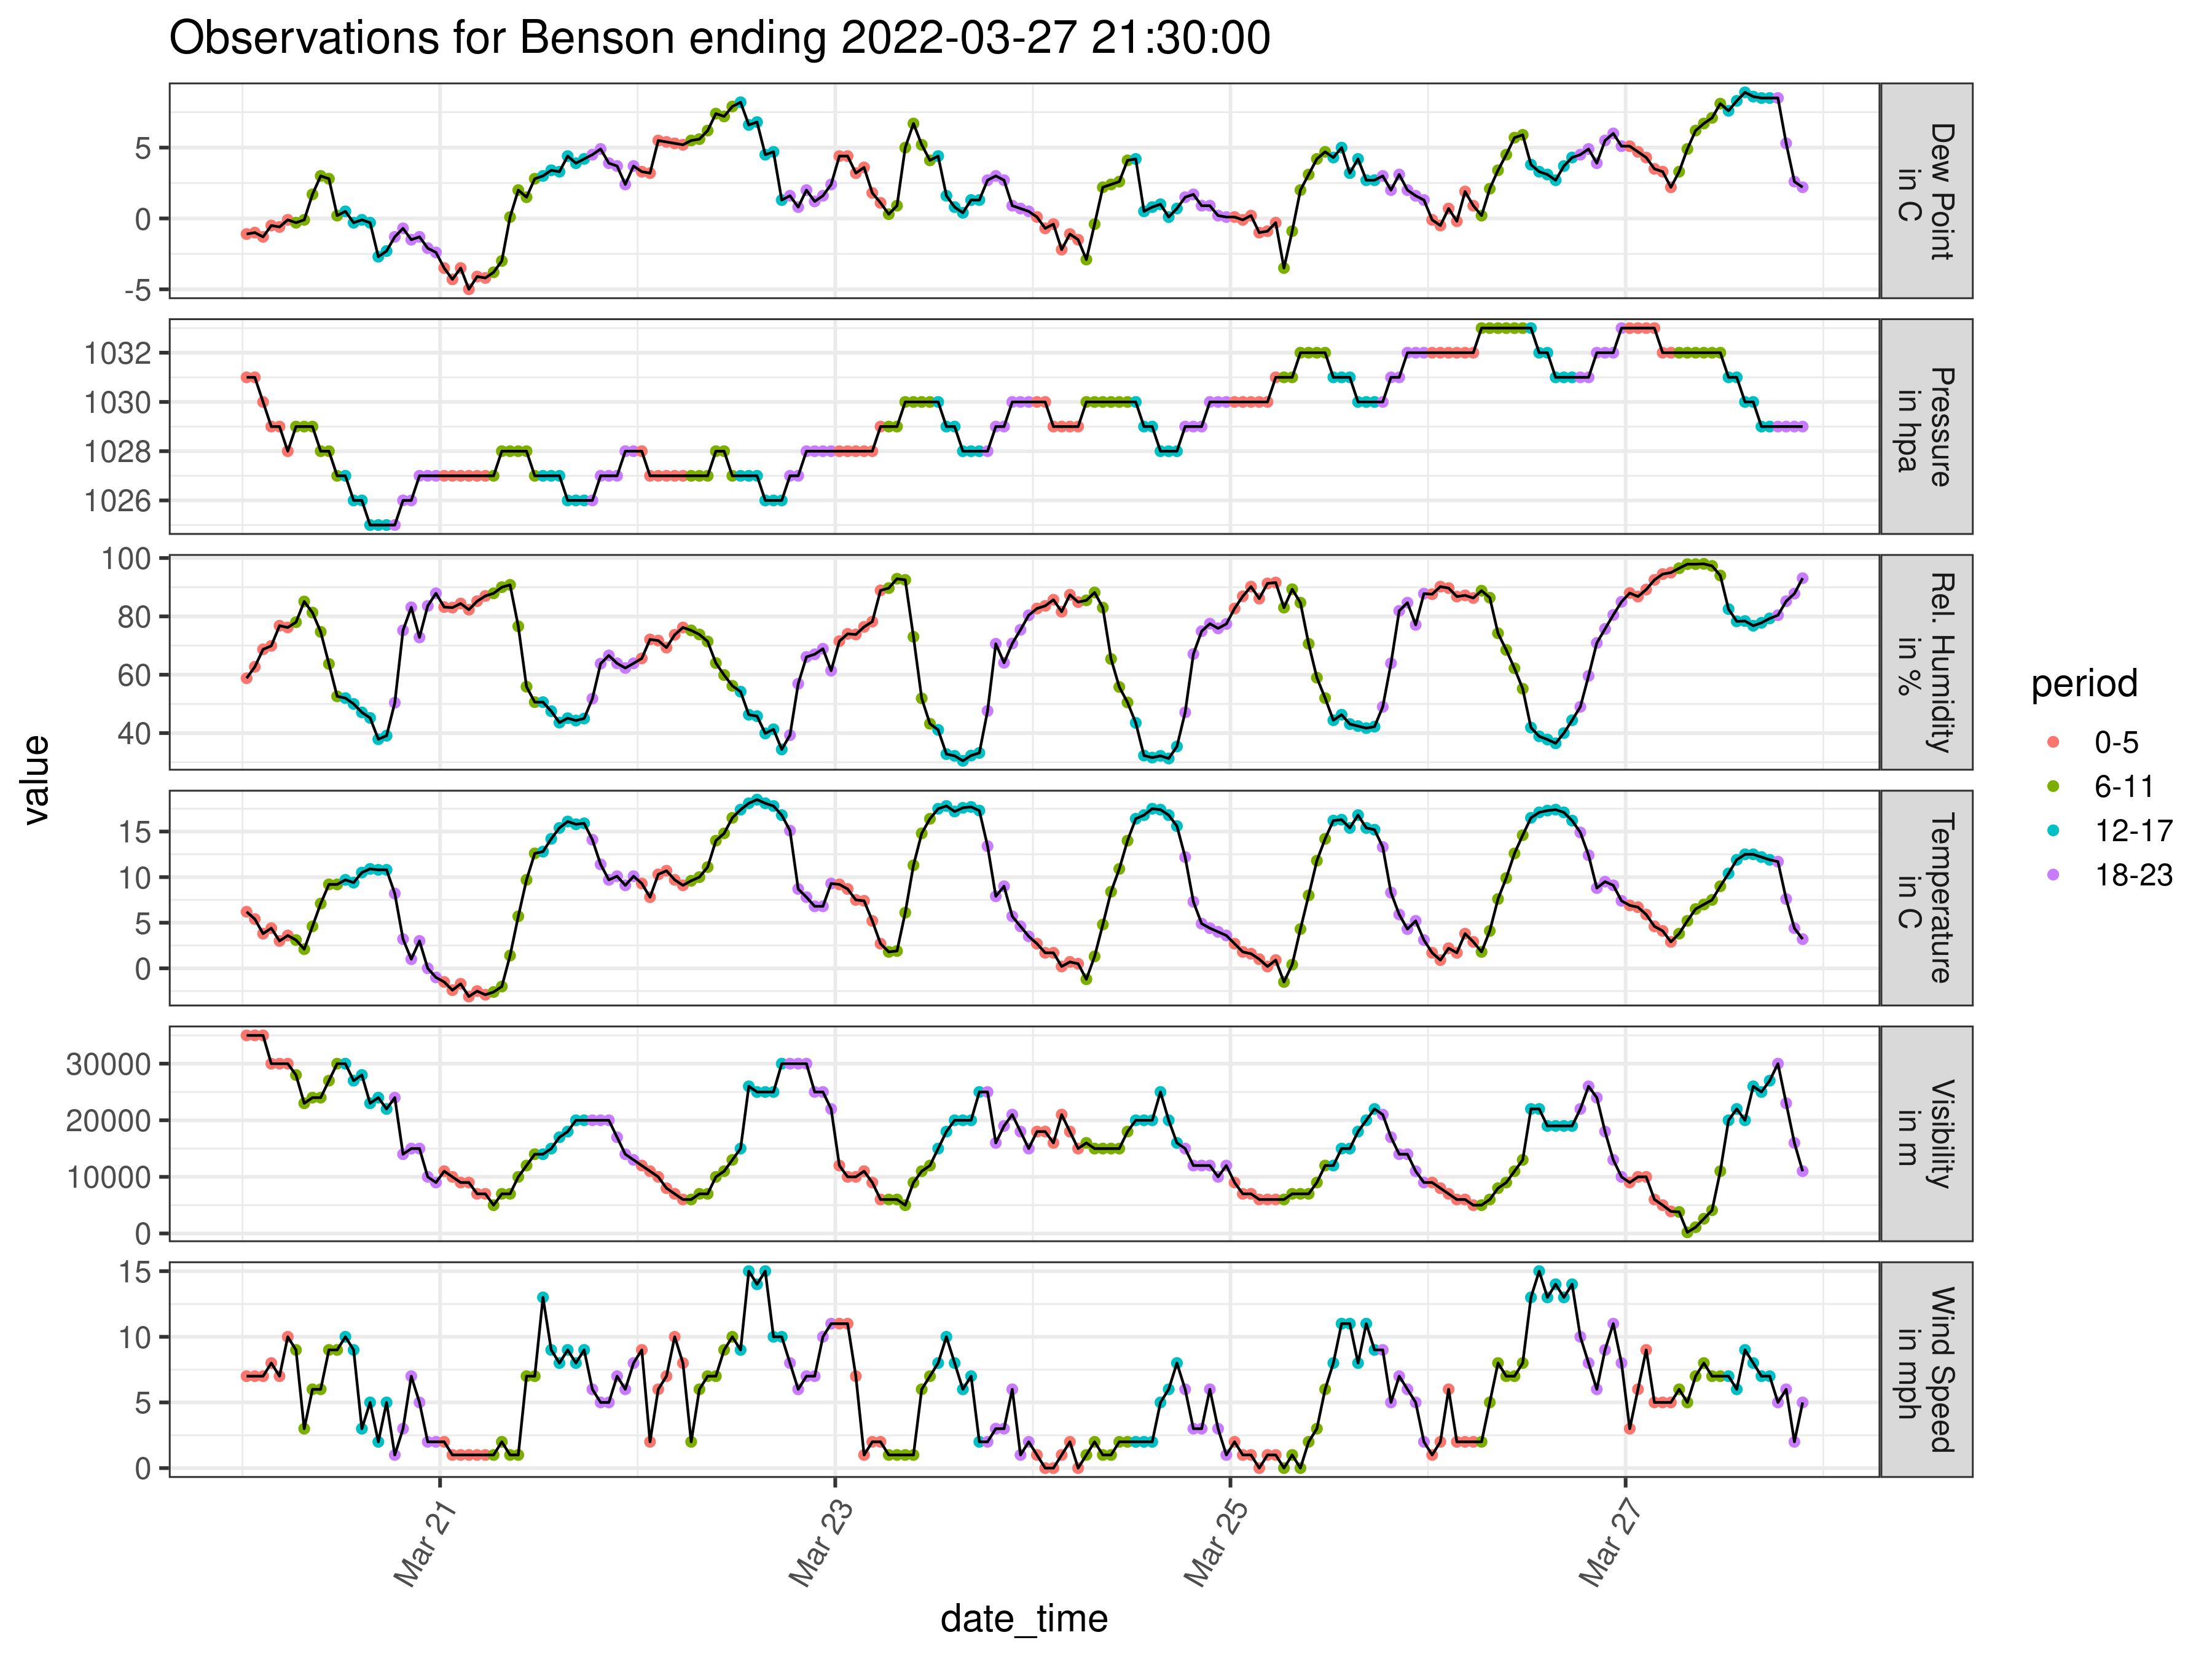 Observations for Benson ending 2022-03-27 21:30:00
value
5
0
-5
Dew Point
in C
1032
1030
1028
1026
Pressure
in hpa
100
80
60
40
Rel. Humidity
in %
15
10
5
0
Temperature
in C
30000
20000
10000
0
Visibility
in m
15
10
5
0
Wind Speed
in mph
Mar 21
Mar 23
Mar 25
Mar 27
date_time
period
0-5
6-11
12-17
18-23